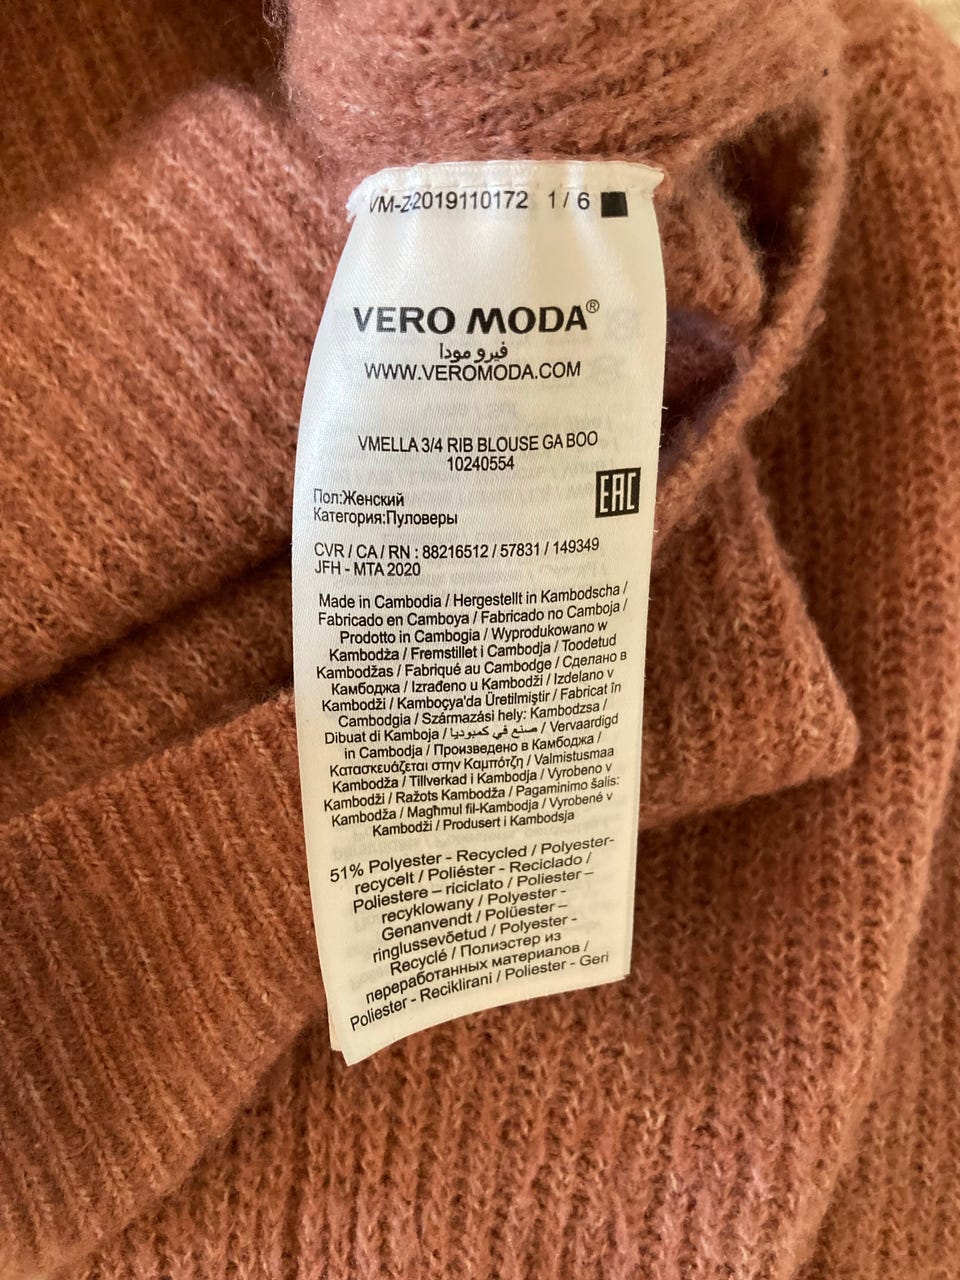 VM-Z2019110172 1 / 6
VERO MODA®
فيرو مودا
WWW.VEROMODA.COM
VMELLA 3/4 RIB BLOUSE GA BOO
10240554
Пол:Женский
Категория:Пуловеры
EAC
CVR / CA / RN : 88216512 / 57831 / 149349
JFH - MTA 2020
Made in Cambodia / Hergestellt in Kambodscha /
Fabricado en Camboya / Fabricado no Camboja /
Prodotto in Cambogia / Wyprodukowano w
Kambodża / Fremstillet i Cambodja / Toodetud
Kambodžas / Fabriqué au Cambodge / Сделано в
Камбоджа / Izrađeno u Kambodži / Izdelano v
Kambodži / Kamboçya'da Üretilmiştir / Fabricat în
Cambodgia / Származási hely: Kambodzsa /
Dibuat di Kamboja / صنع في كمبوديا / Vervaardigd
in Cambodja / Произведено в Камбоджа /
Κατασκευάζεται στην Καμπότζη / Valmistusmaa
Kambodža / Tillverkad i Kambodja / Vyrobeno v
Kambodži / Ražots Kambodža / Pagaminimo šalis:
Kambodža / Magħmul fil-Kambodja / Vyrobené v
Kambodži / Produsert i Kambodsja
51% Polyester - Recycled / Polyester-
recycelt / Poliéster - Reciclado /
Poliestere – riciclato / Poliester –
recyklowany / Polyester -
Genanvendt / Polüester –
ringlussevõetud / Polyester -
Recyclé / Полиэстер из
переработанных материалов /
Poliester - Reciklirani / Poliester - Geri